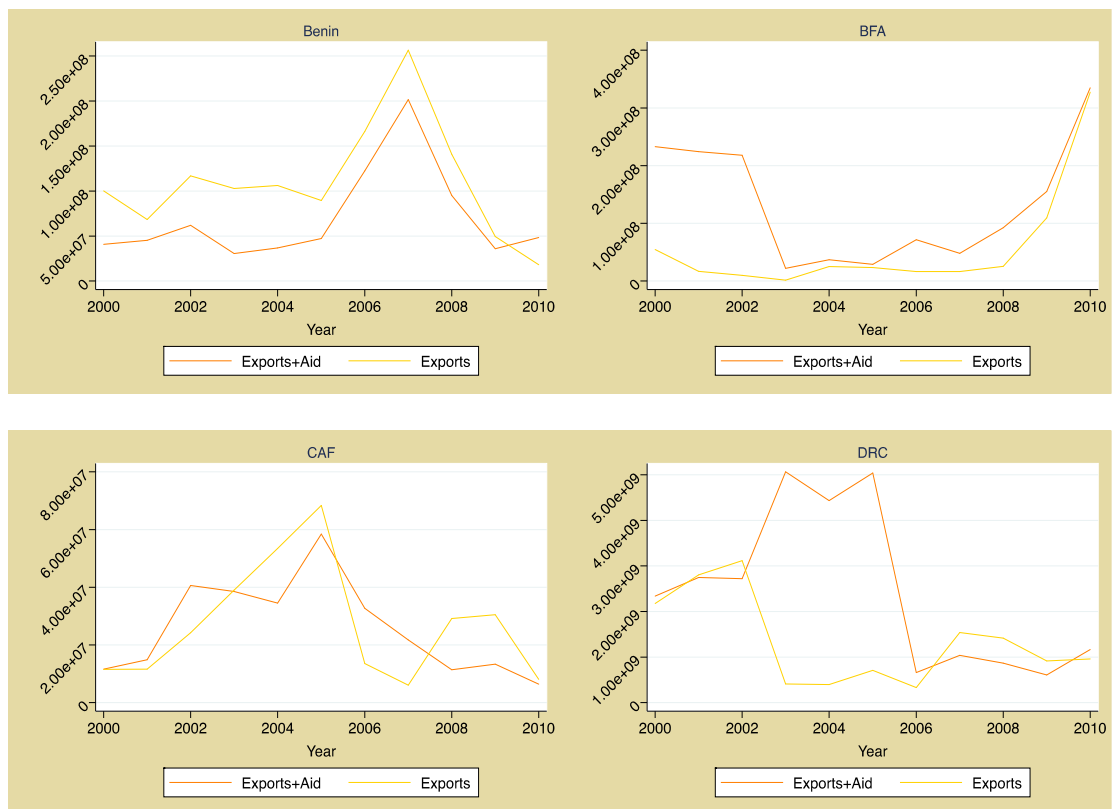 Benin
2.50e+08
2.00e+08
1.50e+08
1.00e+08
5.00e+07
0
2000 2002 2004 2006 2008 2010
Year
Exports+Aid Exports
BFA
4.00e+08
3.00e+08
2.00e+08
1.00e+08
0
2000 2002 2004 2006 2008 2010
Year
Exports+Aid Exports
CAF
8.00e+07
6.00e+07
4.00e+07
2.00e+07
0
2000 2002 2004 2006 2008 2010
Year
Exports+Aid Exports
DRC
5.00e+09
4.00e+09
3.00e+09
2.00e+09
1.00e+09
0
2000 2002 2004 2006 2008 2010
Year
Exports+Aid Exports